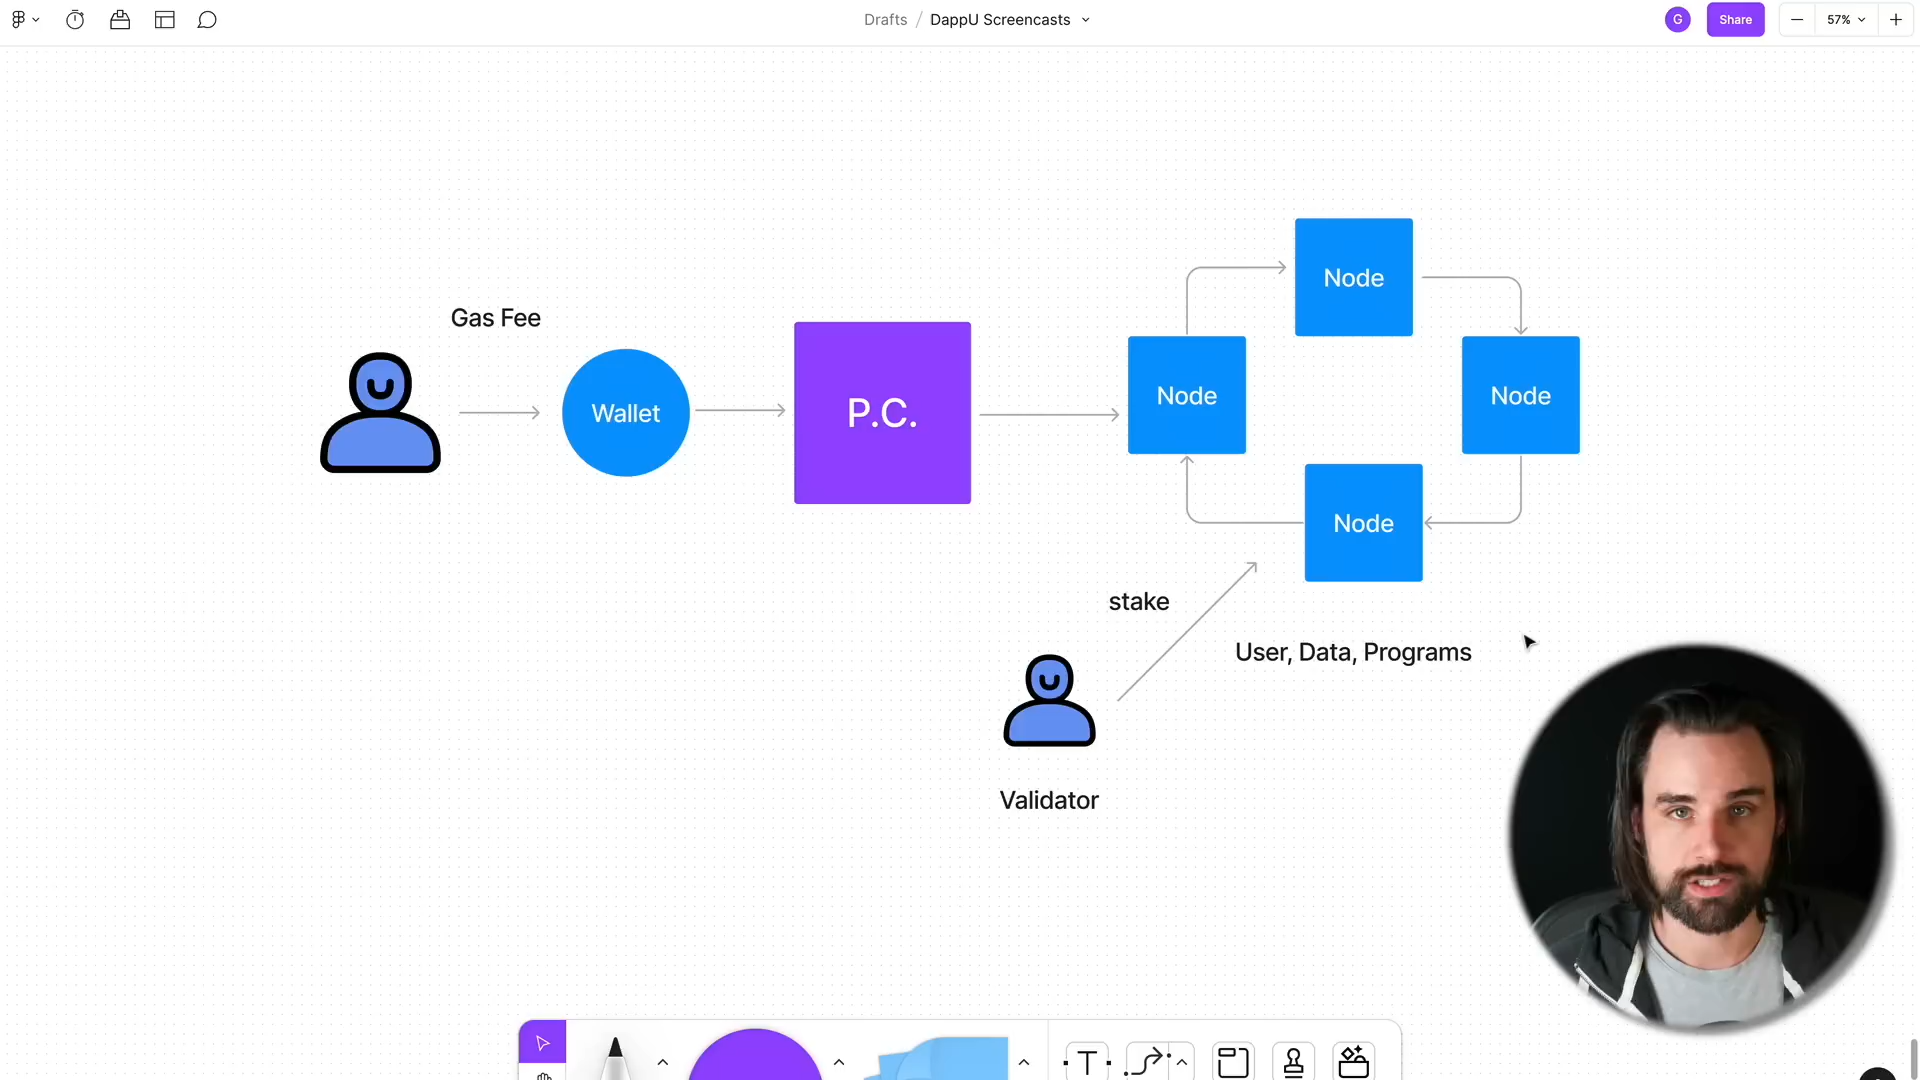 Drafts / DappU Screencasts
G
Share
57%
Gas Fee
Wallet
P.C.
Node
Node
Node
Node
stake
User, Data, Programs
Validator
T